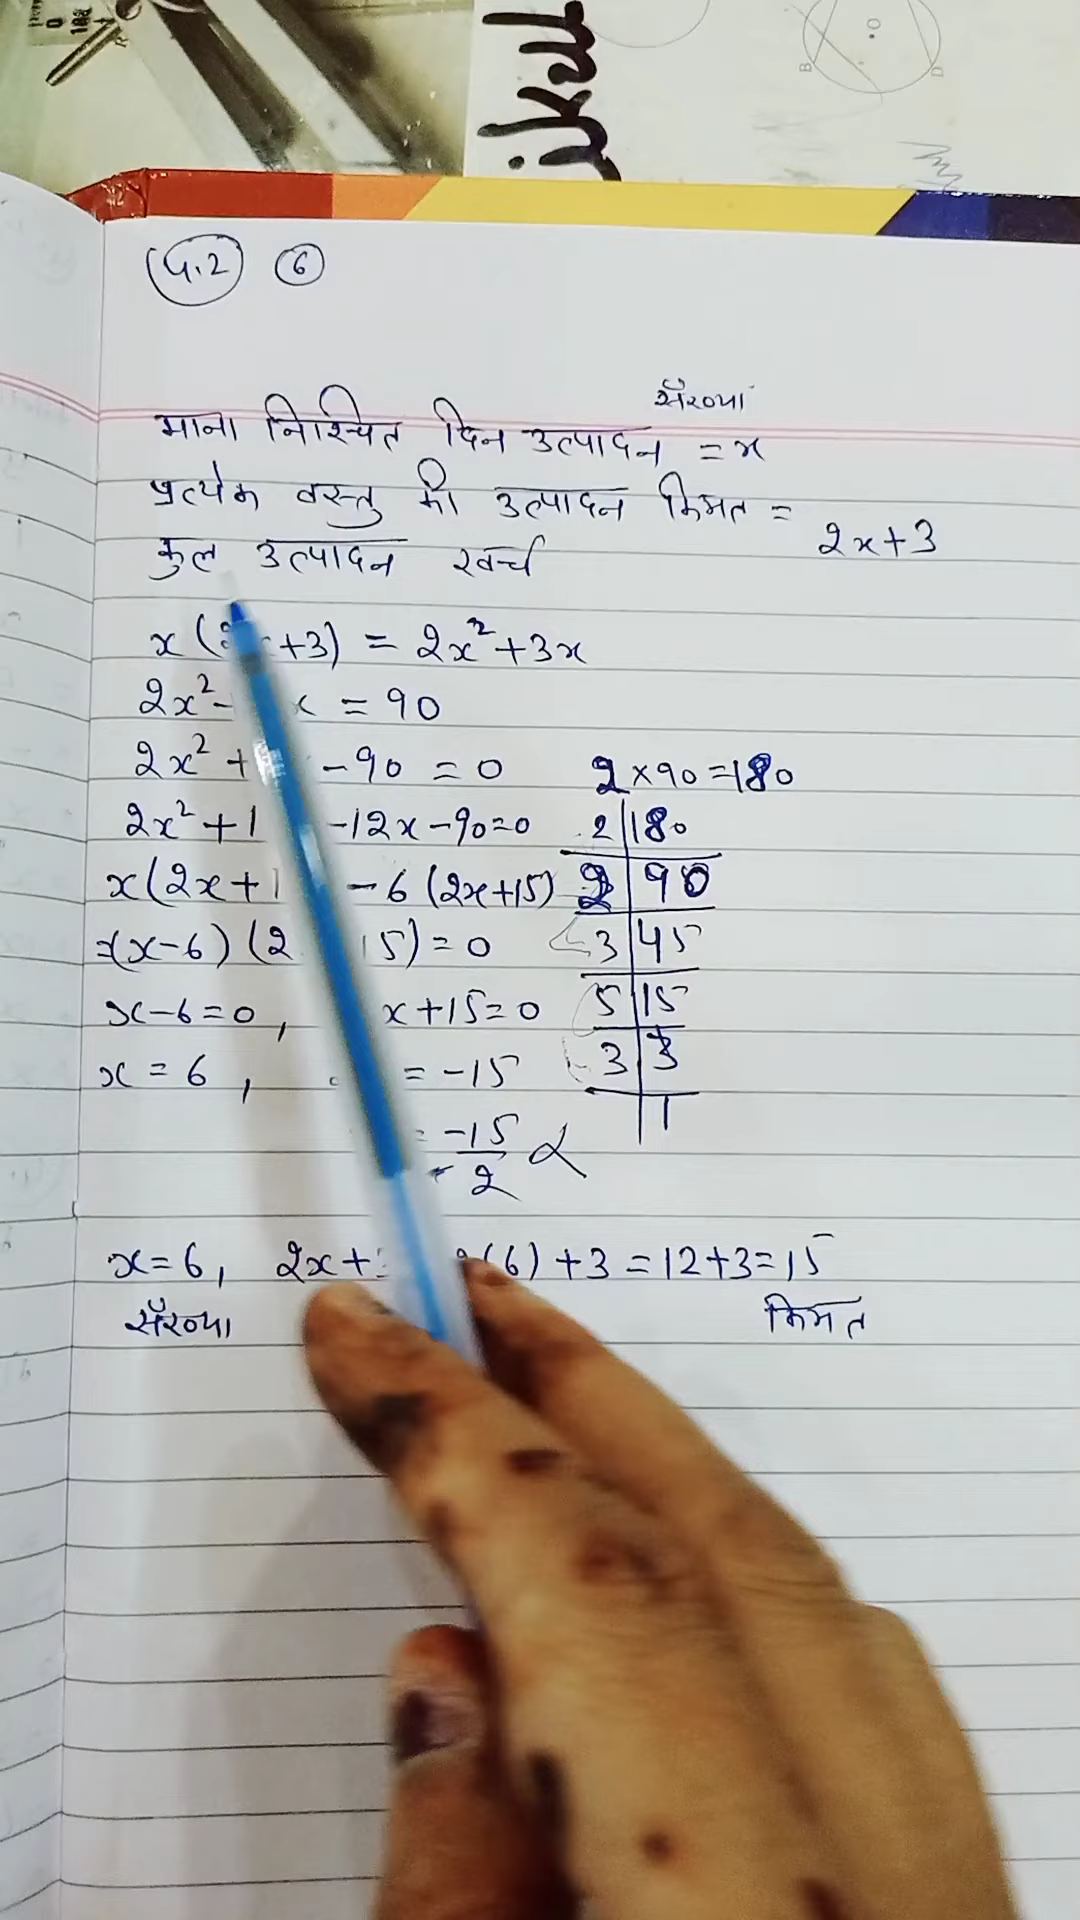 4.2 6
सँख्या
माना निश्चित दिन उत्पादन = x
प्रत्येक वस्तु की उत्पादन किमत = 2x+3
कुल उत्पादन खर्च
x ( +3) = 2x²+3x
2x² = 90
2x² + -90 = 0 2 ×90 =180
2x² +1 -12x-90=0 2 180
x(2x+1 -6 (2x+15) 2 90
=(x-6) (2 15) = 0 3 45
x-6=0, x+15=0 5 15
x = 6, = -15 3 3
-15/2 1
x=6, 2x+ (6) +3 =12+3=15
सँख्या किमत